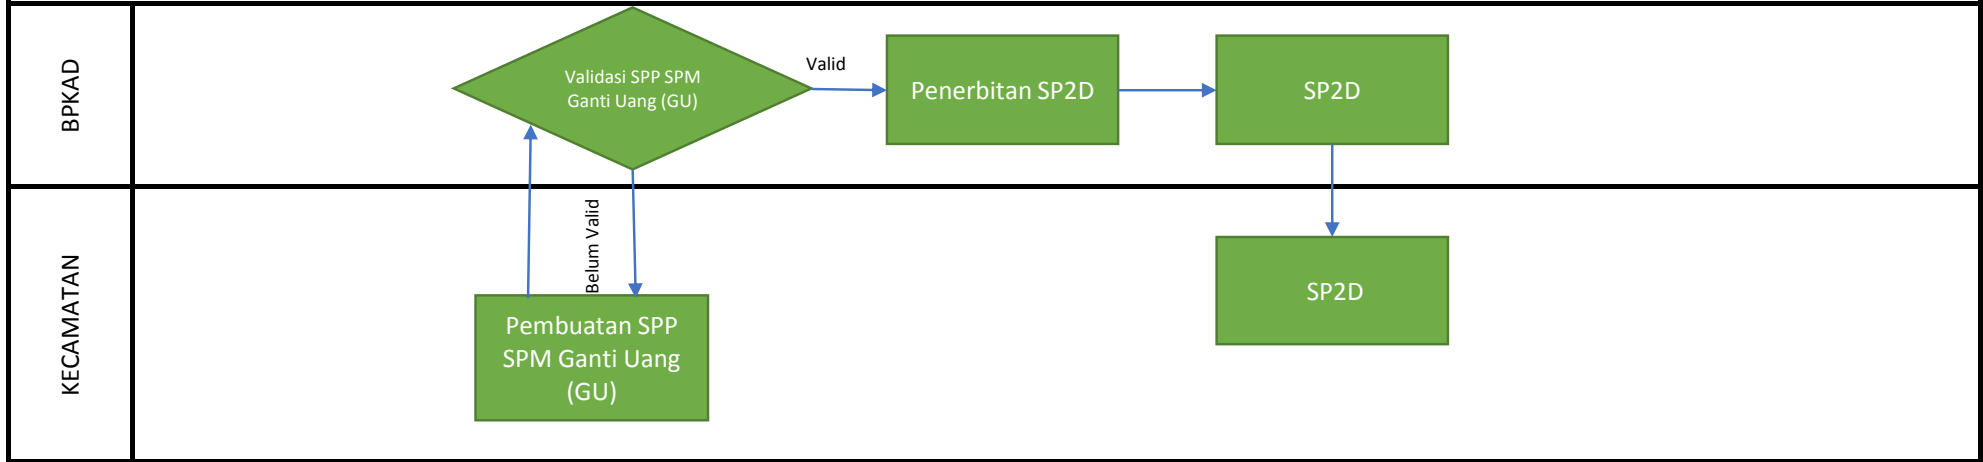 BPKAD
Validasi SPP SPM
Ganti Uang (GU)
Valid
Penerbitan SP2D
SP2D
KECAMATAN
Belum Valid
Pembuatan SPP
SPM Ganti Uang
(GU)
SP2D